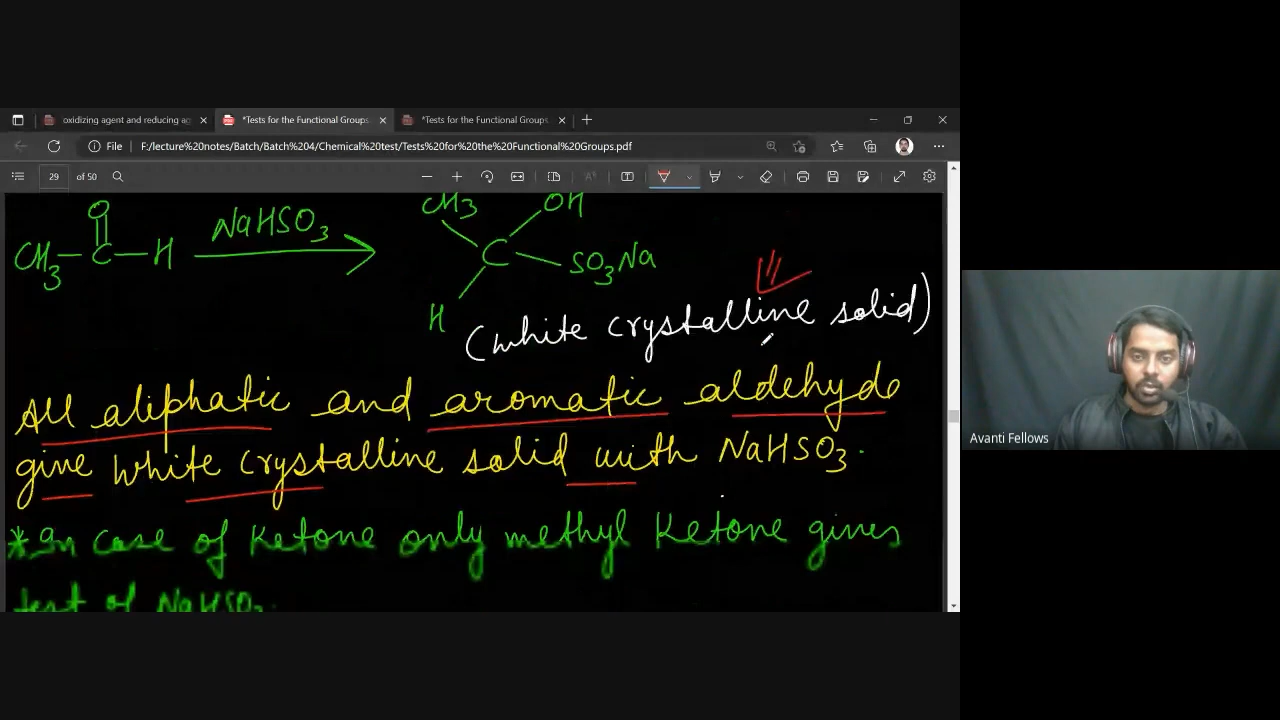 oxidizing agent and reducing ag
*Tests for the Functional Groups.
*Tests for the Functional Groups
File
F:/lecture%20notes/Batch/Batch%204/Chemical%20test/Tests%20for%20the%20Functional%20Groups.pdf
29 of 50
O
CH3—C—H
NaHSO3
CH3
OH
C
SO3Na
H
(White crystalline solid)
All aliphatic and aromatic aldehyde
give white crystalline solid with NaHSO3.
*In case of Ketone only methyl Ketone gives
test of NaHSO3.
Avanti Fellows